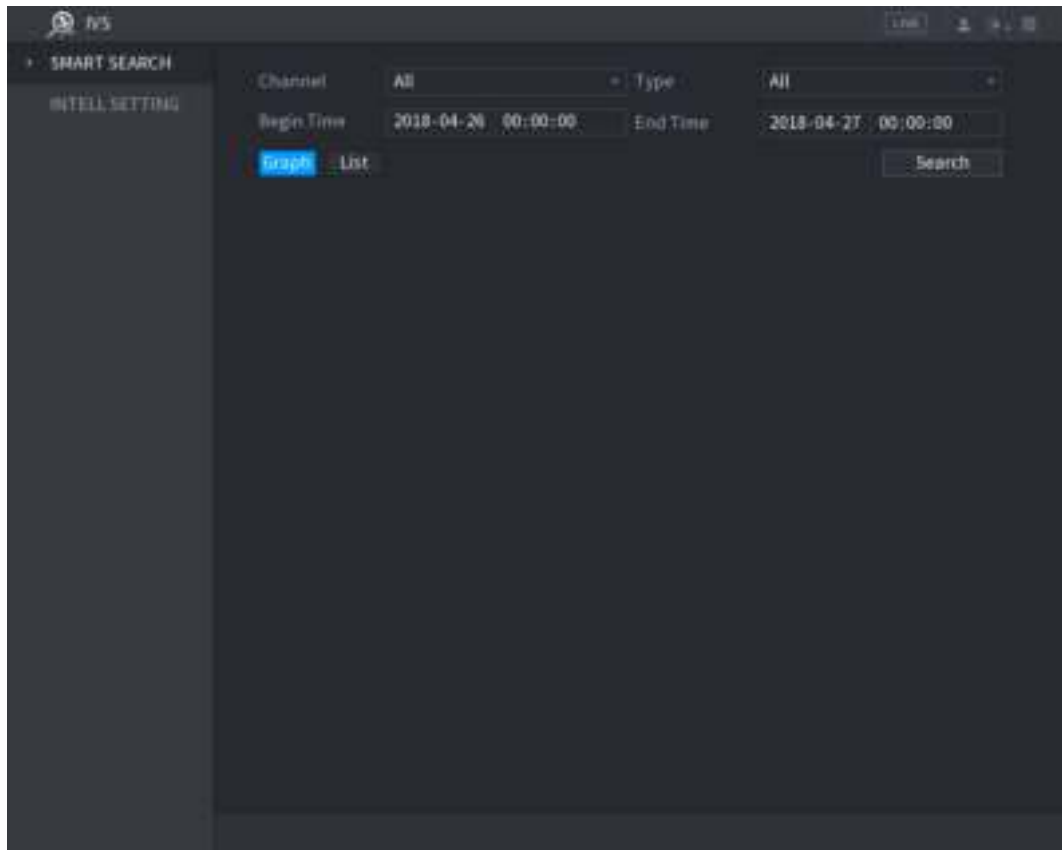 IVS
LIVE
SMART SEARCH
INTELL SETTING
Channel All Type All
Begin Time 2018-04-26 00:00:00 End Time 2018-04-27 00:00:00
Graph List Search